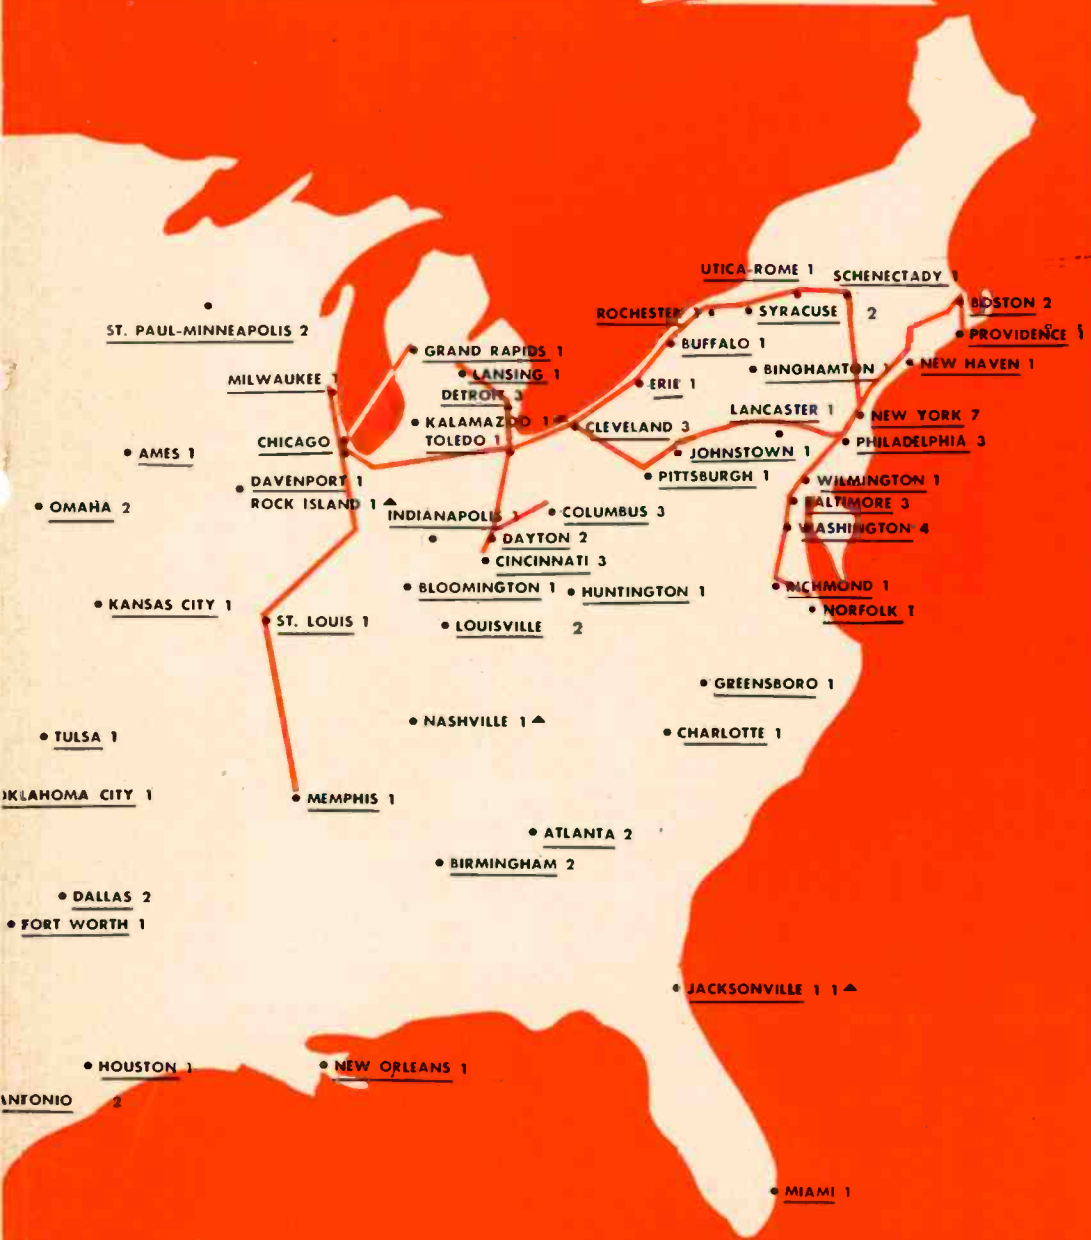 UTICA-ROME 1
SCHENECTADY 1
BOSTON 2
ROCHESTER 1
SYRACUSE 2
ST. PAUL-MINNEAPOLIS 2
PROVIDENCE 1
BUFFALO 1
GRAND RAPIDS 1
NEW HAVEN 1
BINGHAMTON 1
LANSING 1
MILWAUKEE 1
ERIE 1
DETROIT 3
LANCASTER 1
NEW YORK 7
KALAMAZOO 1 ▲
CLEVELAND 3
CHICAGO
TOLEDO 1
PHILADELPHIA 3
AMES 1
JOHNSTOWN 1
PITTSBURGH 1
DAVENPORT 1
ROCK ISLAND 1 ▲
WILMINGTON 1
OMAHA 2
BALTIMORE 3
INDIANAPOLIS 1
COLUMBUS 3
WASHINGTON 4
DAYTON 2
CINCINNATI 3
BLOOMINGTON 1
HUNTINGTON 1
RICHMOND 1
KANSAS CITY 1
NORFOLK 1
ST. LOUIS 1
LOUISVILLE 2
GREENSBORO 1
NASHVILLE 1 ▲
CHARLOTTE 1
TULSA 1
OKLAHOMA CITY 1
MEMPHIS 1
ATLANTA 2
BIRMINGHAM 2
DALLAS 2
FORT WORTH 1
JACKSONVILLE 1 1 ▲
HOUSTON 1
NEW ORLEANS 1
ANTONIO 2
MIAMI 1